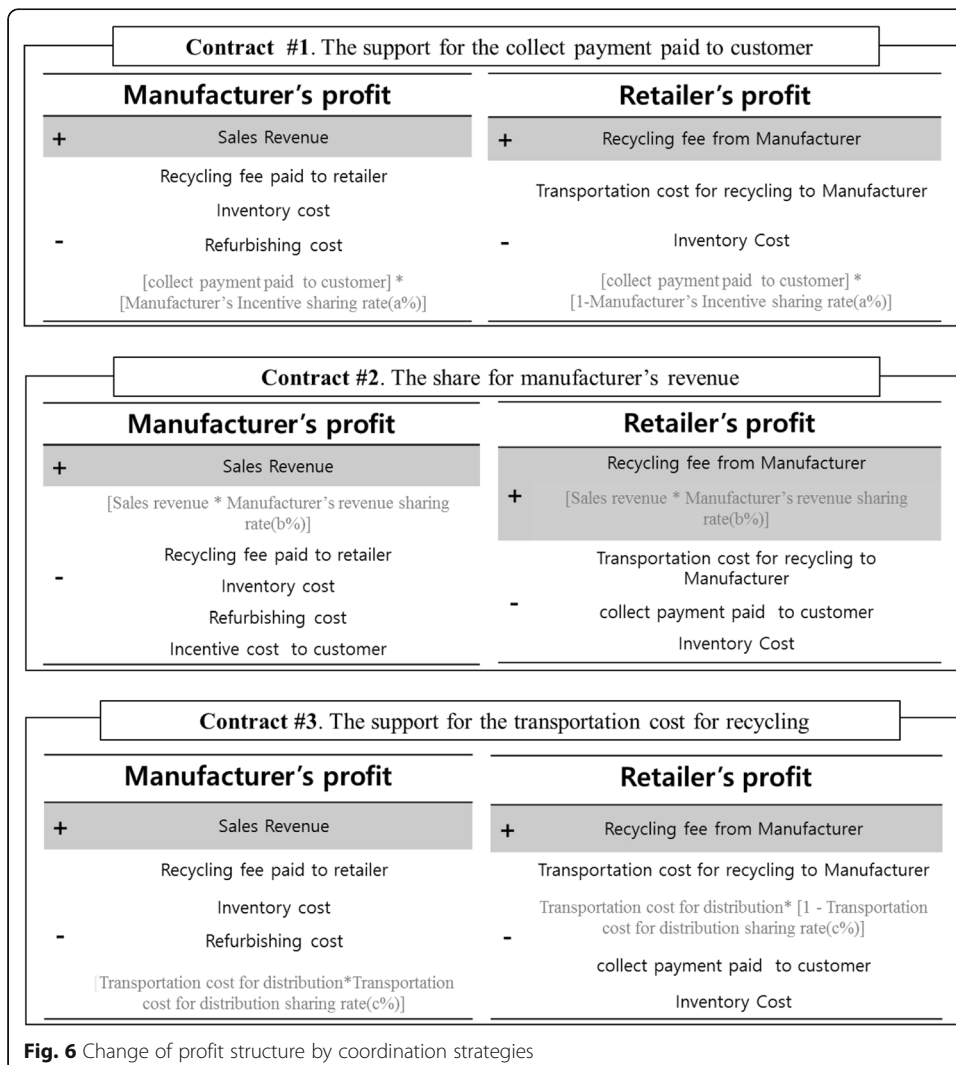 Contract #1. The support for the collect payment paid to customer
Manufacturer's profit
+ Sales Revenue
Recycling fee paid to retailer
Inventory cost
- Refurbishing cost
[collect payment paid to customer] *
[Manufacturer's Incentive sharing rate(a%)]
Retailer's profit
+ Recycling fee from Manufacturer
Transportation cost for recycling to Manufacturer
- Inventory Cost
[collect payment paid to customer] *
[1-Manufacturer's Incentive sharing rate(a%)]
Contract #2. The share for manufacturer's revenue
Manufacturer's profit
+ Sales Revenue
[Sales revenue * Manufacturer's revenue sharing
rate(b%)]
Recycling fee paid to retailer
-
Inventory cost
Refurbishing cost
Incentive cost to customer
Retailer's profit
Recycling fee from Manufacturer
+
[Sales revenue * Manufacturer's revenue sharing
rate(b%)]
Transportation cost for recycling to
Manufacturer
-
collect payment paid to customer
Inventory Cost
Contract #3. The support for the transportation cost for recycling
Manufacturer's profit
+ Sales Revenue
Recycling fee paid to retailer
Inventory cost
- Refurbishing cost
[Transportation cost for distribution*Transportation
cost for distribution sharing rate(c%)]
Retailer's profit
+ Recycling fee from Manufacturer
Transportation cost for recycling to Manufacturer
Transportation cost for distribution* [1 - Transportation
cost for distribution sharing rate(c%)]
-
collect payment paid to customer
Inventory Cost
Fig. 6 Change of profit structure by coordination strategies